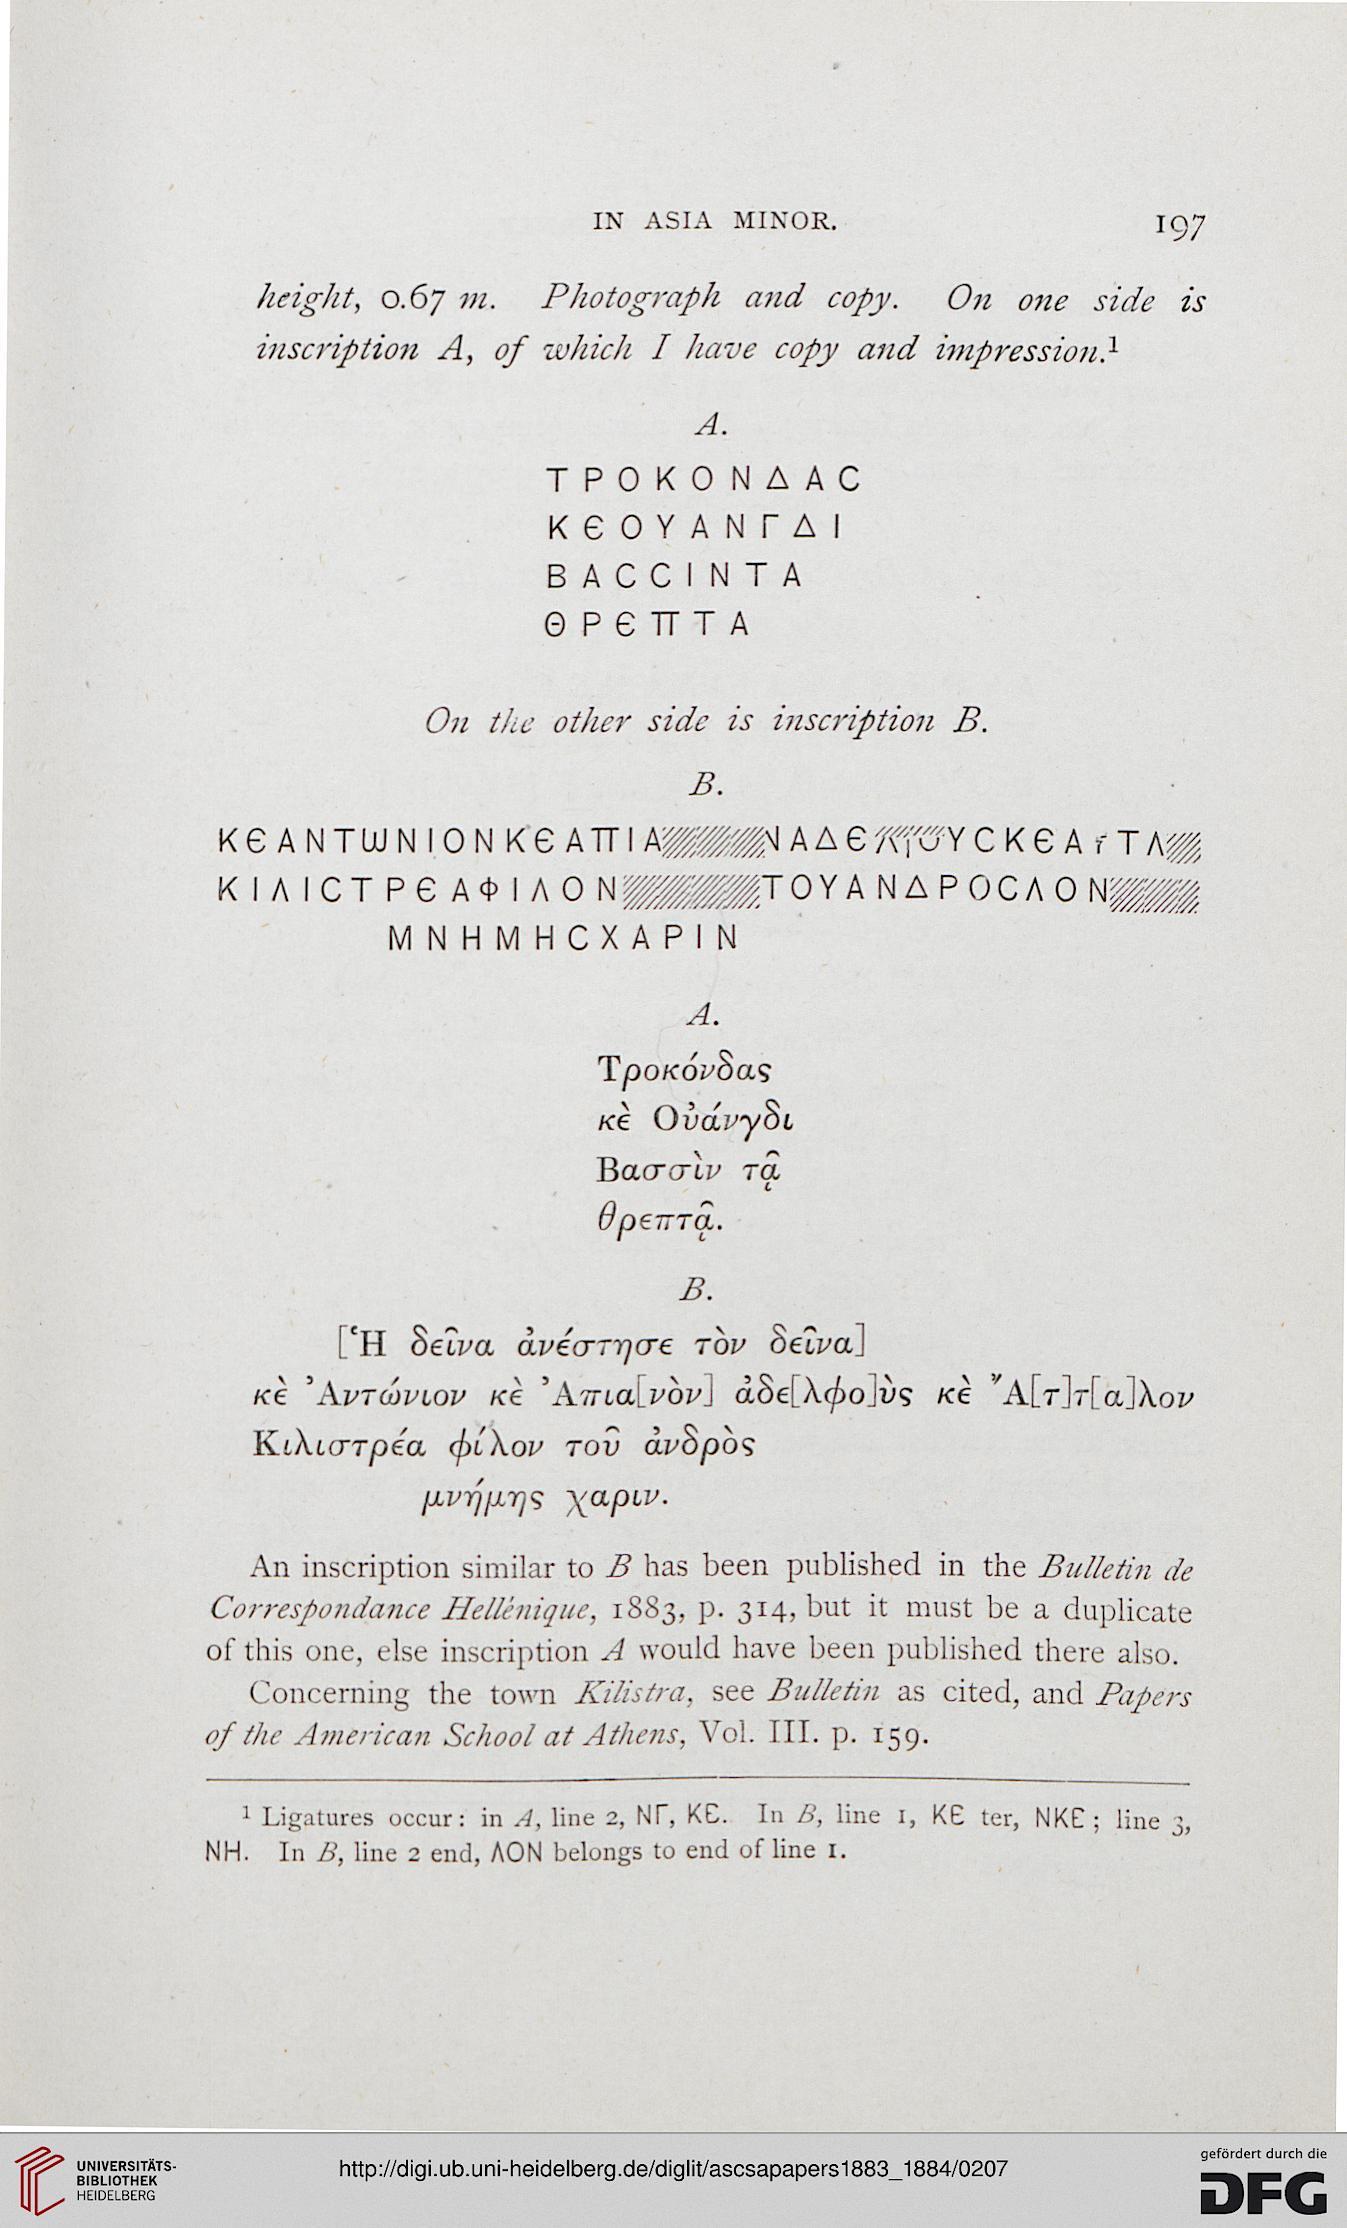 IN ASIA MINOR. 197
height, 0.67 m. Photograph and copy. On one side is
inscription A, of which I have copy and impression.¹
A.
ΤΡΟΚΟΝΔΑC
ΚЄΟΥΑΝΓΔΙ
ΒΑCCΙΝΤΑ
ΘΡЄΠΤΑ
On the other side is inscription B.
B.
ΚЄΑΝΤωΝΙΟΝΚЄΑΠΙΑ ΝΑΔЄ ΥCΚЄΑ ΤΛ
ΚΙΛΙCΤΡЄΑΦΙΛΟΝ ΤΟΥΑΝΔΡΟCΛΟΝ
ΜΝΗΜΗCΧΑΡΙΝ
A.
Τροκόνδας
κὲ Οὐάνγδι
Βασσὶν τᾷ
θρεπτᾷ.
B.
[Ἡ δεῖνα ἀνέστησε τὸν δεῖνα]
κὲ Ἀντώνιον κὲ Ἀπια[νὸν] ἀδε[λφο]ὺς κὲ Ἄ[τ]τ[α]λον
Κιλιστρέα φίλον τοῦ ἀνδρὸς
μνήμης χαριν.
An inscription similar to B has been published in the Bulletin de
Correspondance Hellénique, 1883, p. 314, but it must be a duplicate
of this one, else inscription A would have been published there also.
Concerning the town Kilistra, see Bulletin as cited, and Papers
of the American School at Athens, Vol. III. p. 159.
¹ Ligatures occur: in A, line 2, ΝΓ, ΚЄ. In B, line 1, ΚЄ ter, ΝΚЄ; line 3,
ΝΗ. In B, line 2 end, ΛΟΝ belongs to end of line 1.
UNIVERSITÄTS-
BIBLIOTHEK
HEIDELBERG
http://digi.ub.uni-heidelberg.de/diglit/ascsapapers1883_1884/0207
gefördert durch die
DFG